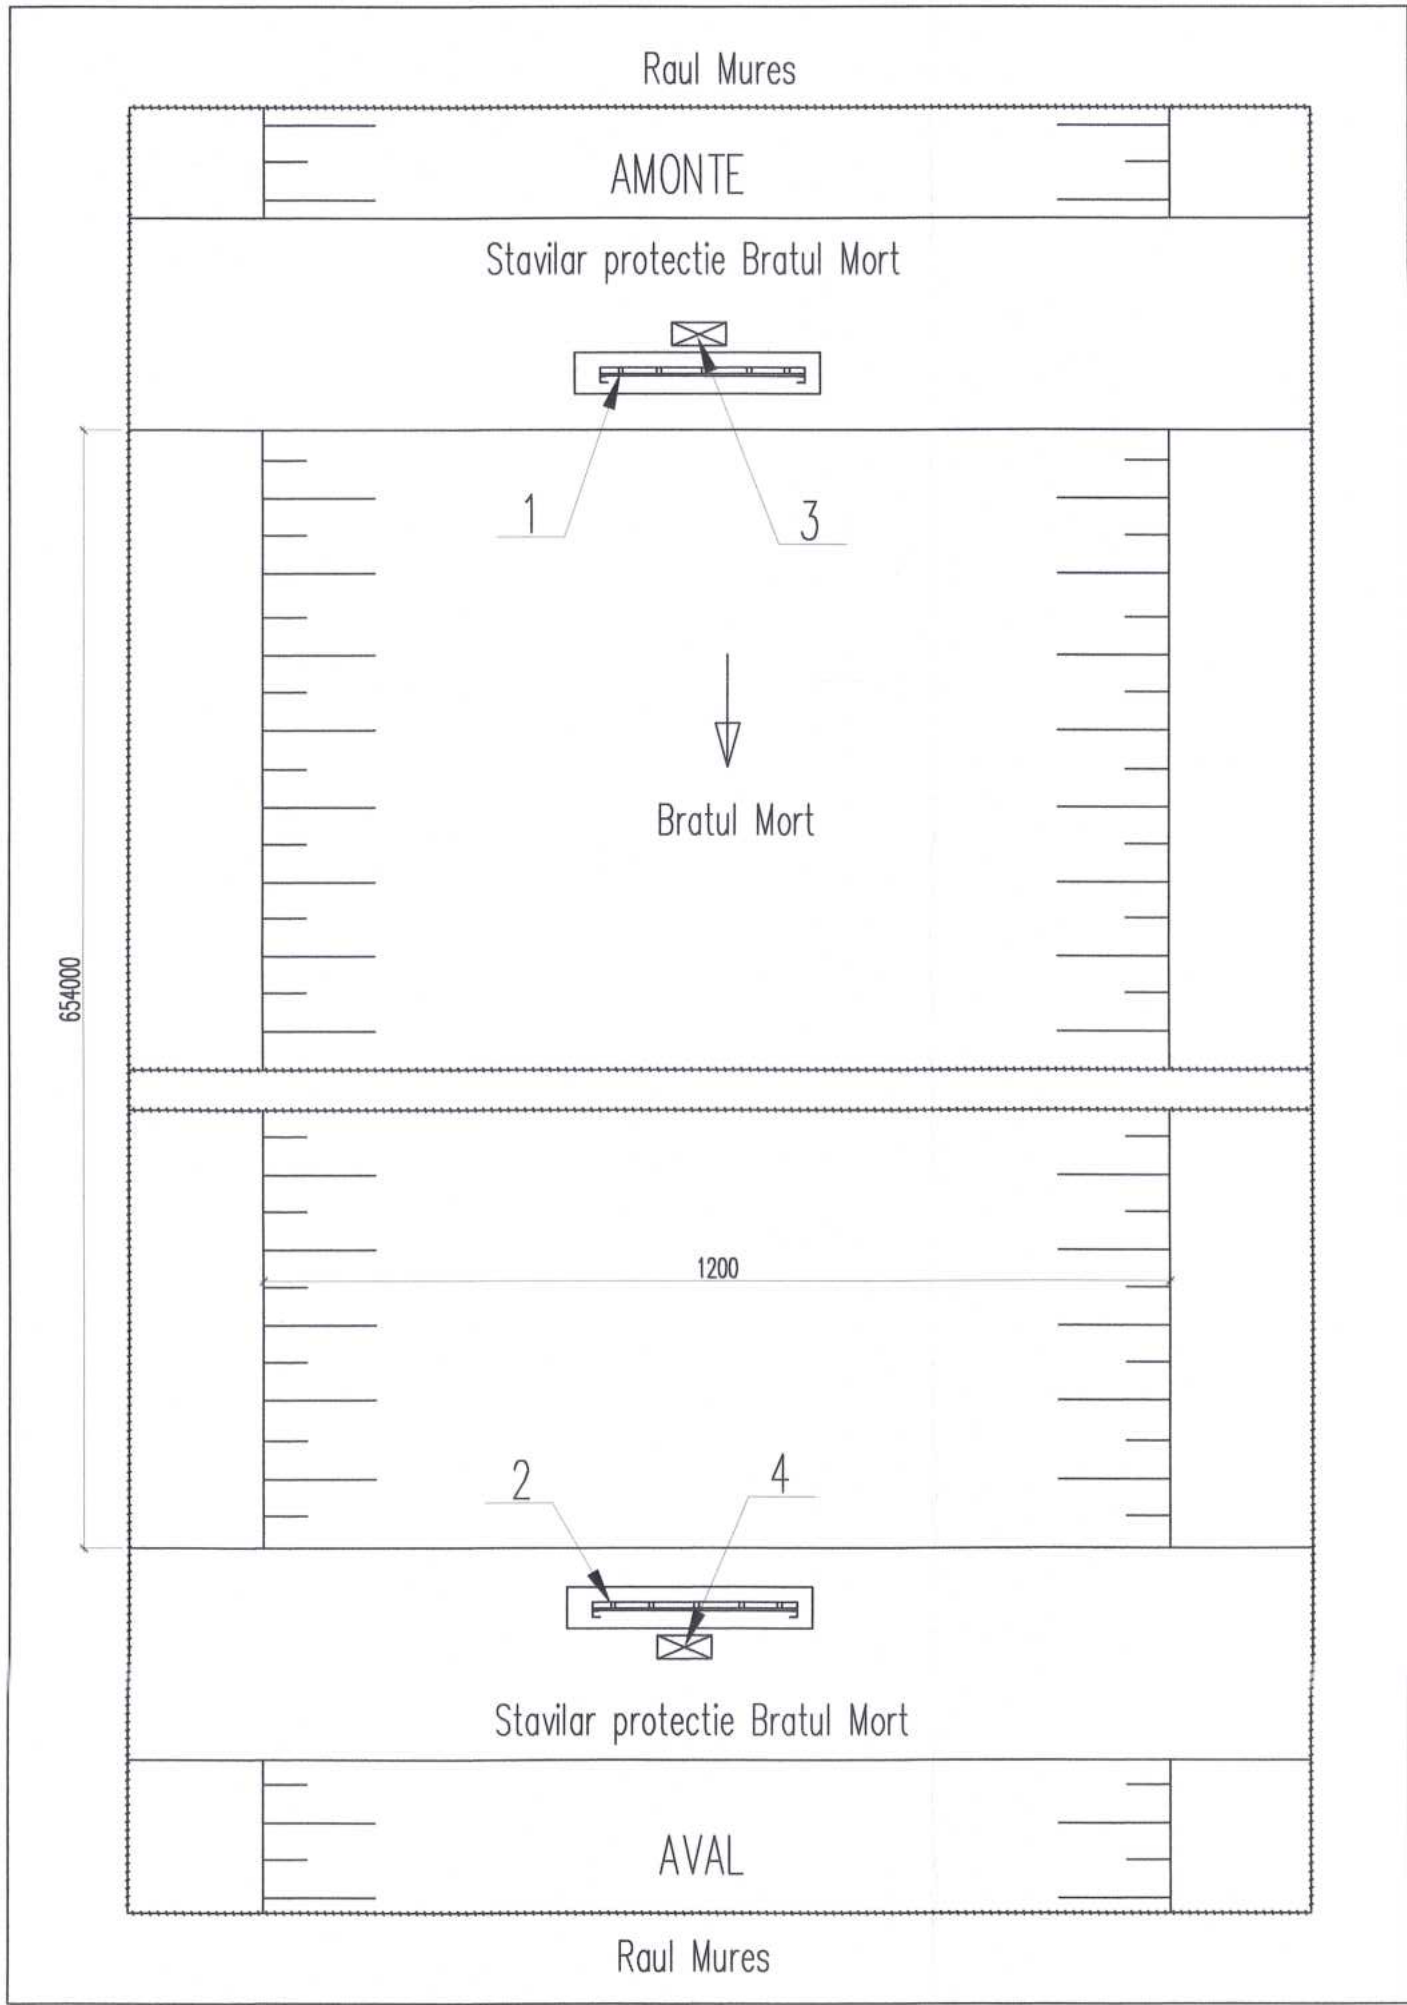 Raul Mures
AMONTE
Stavilar protectie Bratul Mort
1
3
Bratul Mort
654000
1200
2
4
Stavilar protectie Bratul Mort
AVAL
Raul Mures